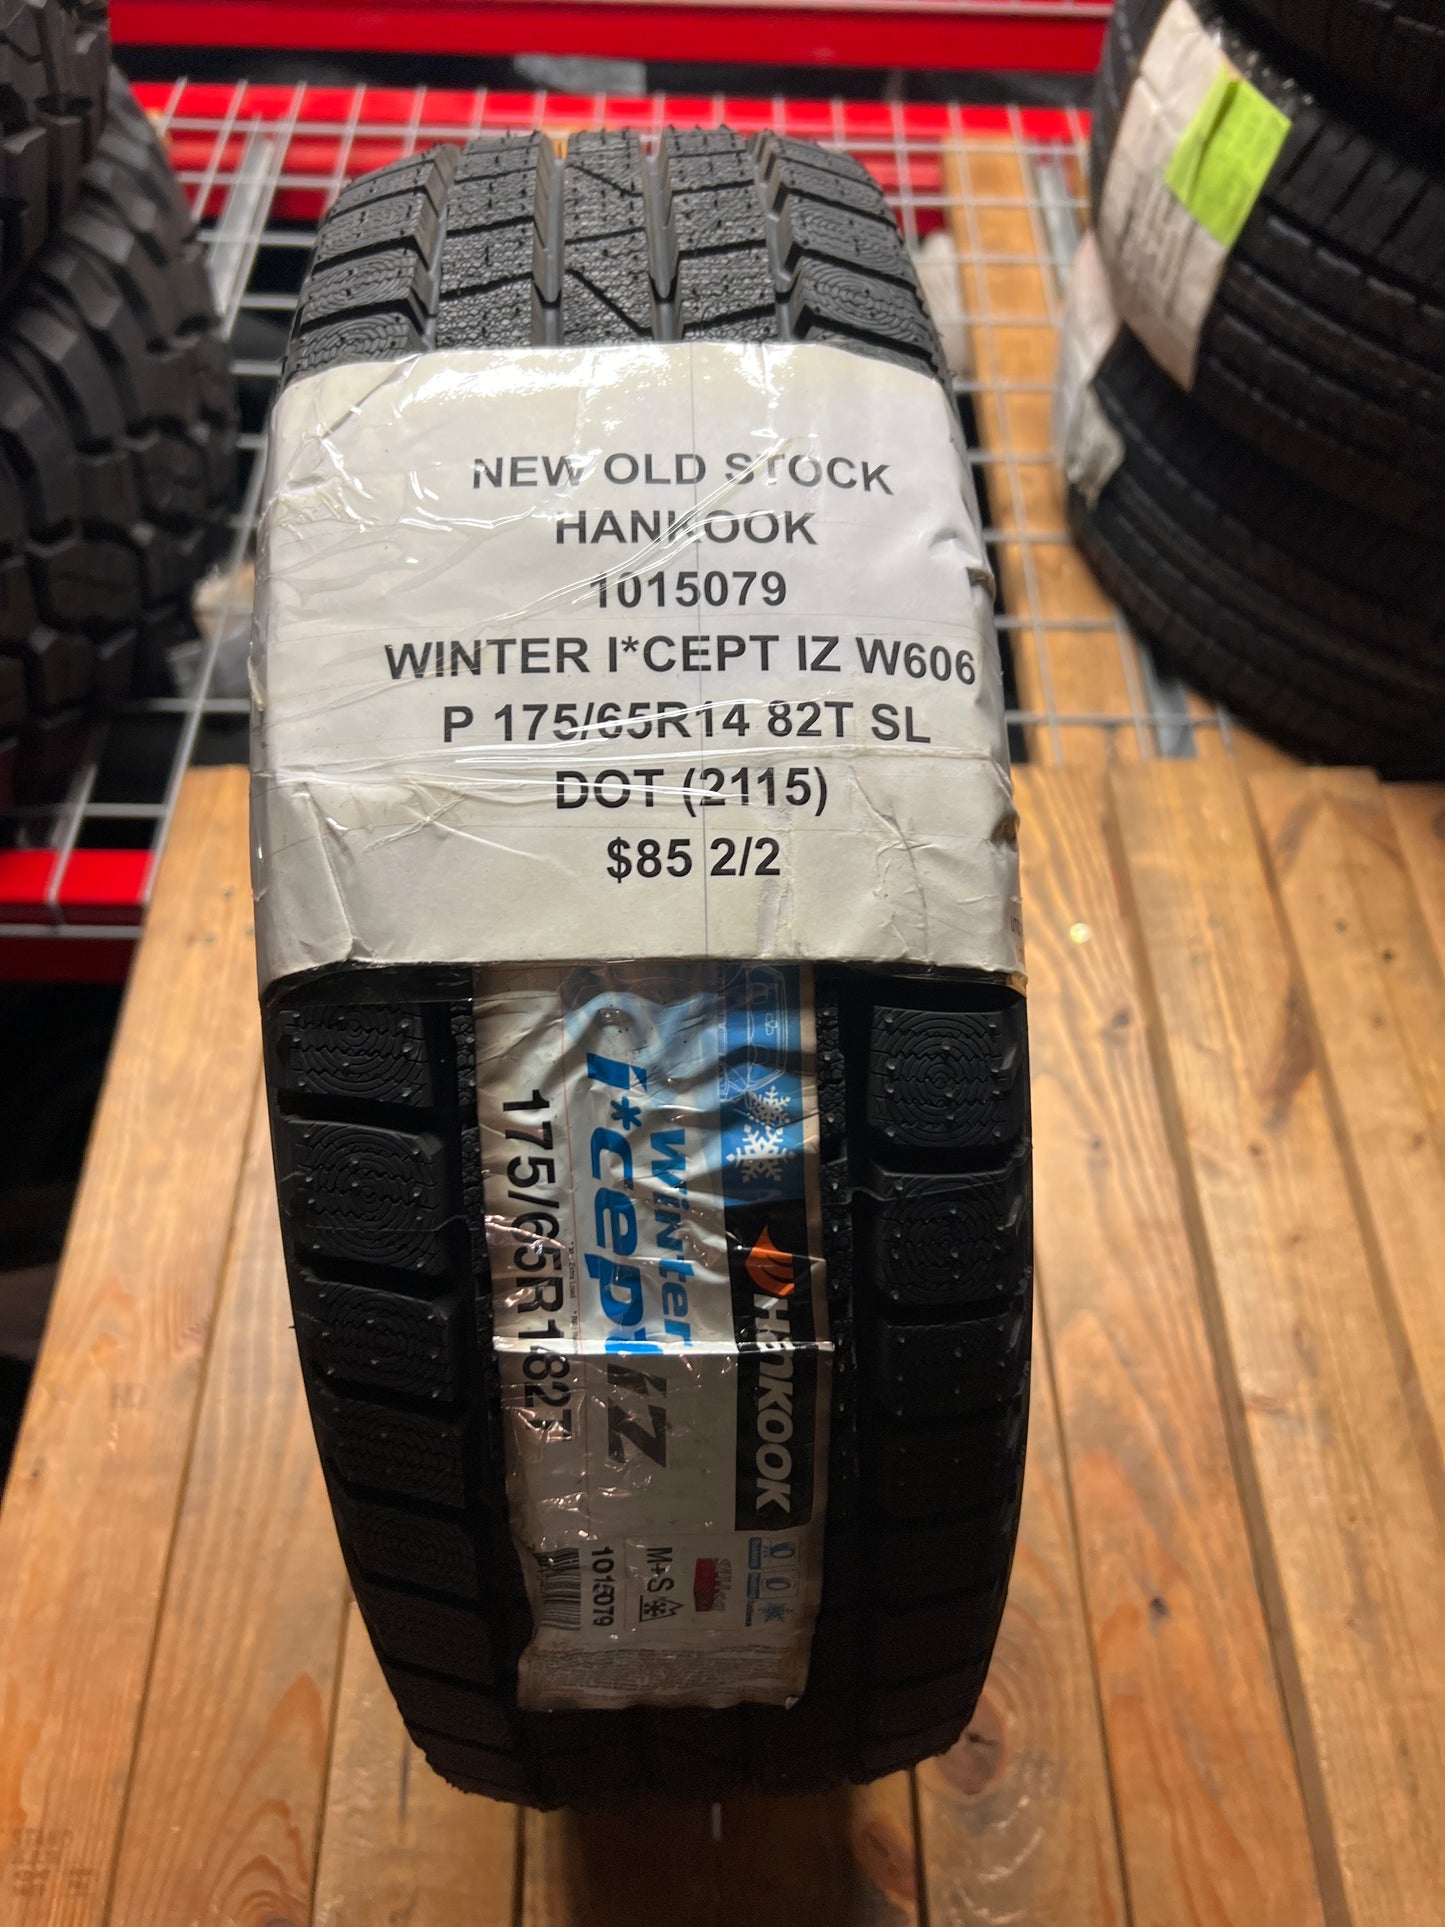 NEW OLD STOCK
HANKOOK
1015079
WINTER I*CEPT IZ W606
P 175/65R14 82T SL
DOT (2115)
$85 2/2
HANKOOK
winter
i*cept IZ
175/65R1 82T
M+S
1015079